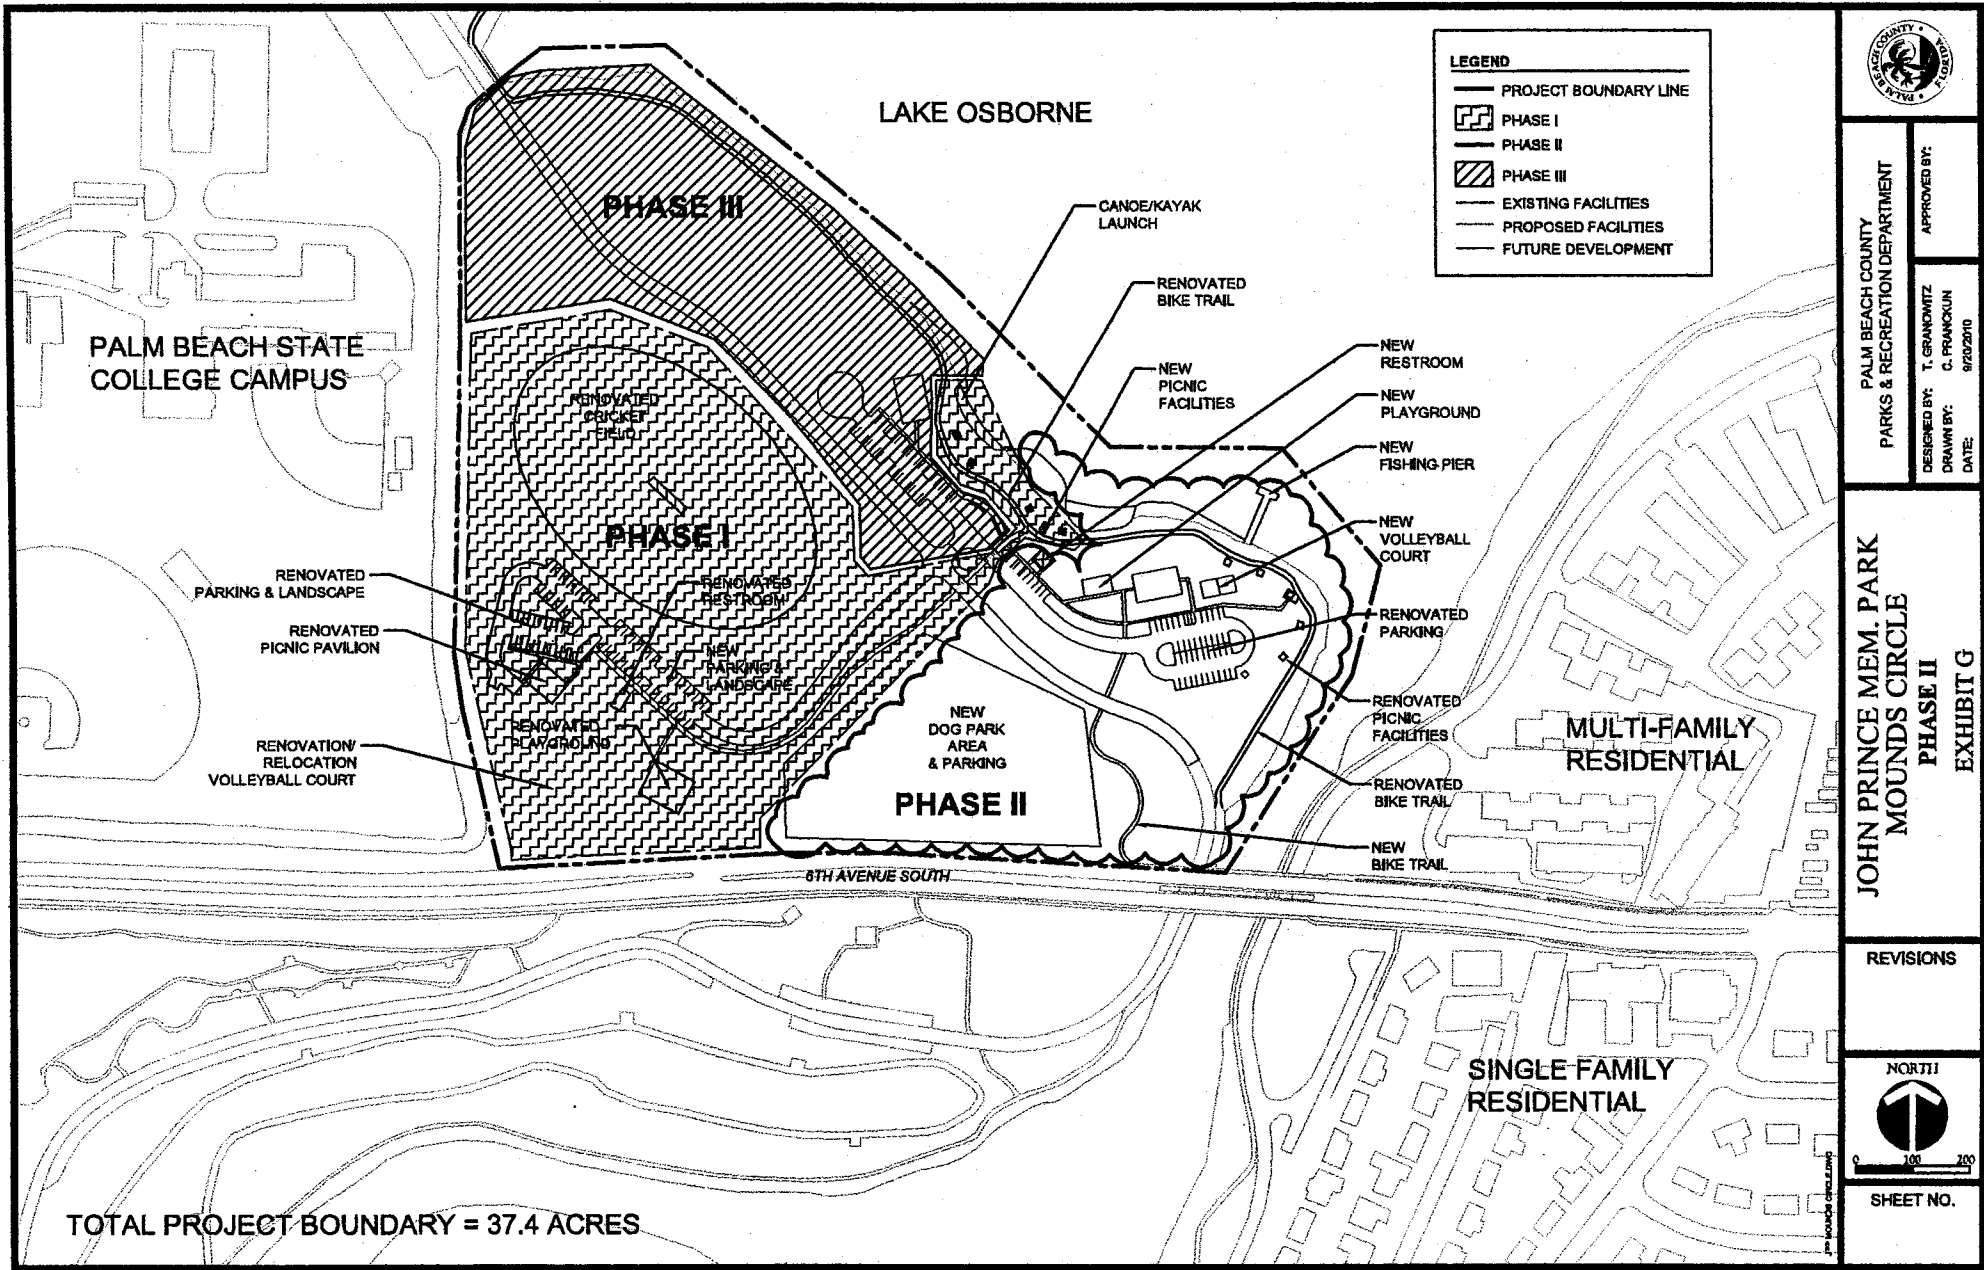 LAKE OSBORNE
LEGEND
PROJECT BOUNDARY LINE
PHASE I
PHASE II
PHASE III
EXISTING FACILITIES
PROPOSED FACILITIES
FUTURE DEVELOPMENT
PHASE III
CANOE/KAYAK
LAUNCH
RENOVATED
BIKE TRAIL
NEW
PICNIC
FACILITIES
NEW
RESTROOM
NEW
PLAYGROUND
NEW
FISHING PIER
NEW
VOLLEYBALL
COURT
RENOVATED
PARKING
RENOVATED
PICNIC
FACILITIES
RENOVATED
BIKE TRAIL
NEW
BIKE TRAIL
PALM BEACH STATE
COLLEGE CAMPUS
RENOVATED
CRICKET
FIELD
PHASE I
RENOVATED
PARKING & LANDSCAPE
RENOVATED
PICNIC PAVILION
RENOVATION/
RELOCATION
VOLLEYBALL COURT
RENOVATED
RESTROOM
NEW
PARKING &
LANDSCAPE
RENOVATED
PLAYGROUND
NEW
DOG PARK
AREA
& PARKING
PHASE II
6TH AVENUE SOUTH
MULTI-FAMILY
RESIDENTIAL
SINGLE FAMILY
RESIDENTIAL
TOTAL PROJECT BOUNDARY = 37.4 ACRES
PALM BEACH COUNTY
FLORIDA
PALM BEACH COUNTY
PARKS & RECREATION DEPARTMENT
APPROVED BY:
DESIGNED BY: T. GRANOWITZ
DRAWN BY: C. PRANCKUN
DATE: 9/20/2010
JOHN PRINCE MEM. PARK
MOUNDS CIRCLE
PHASE II
EXHIBIT G
REVISIONS
NORTH
0 100 200
SHEET NO.